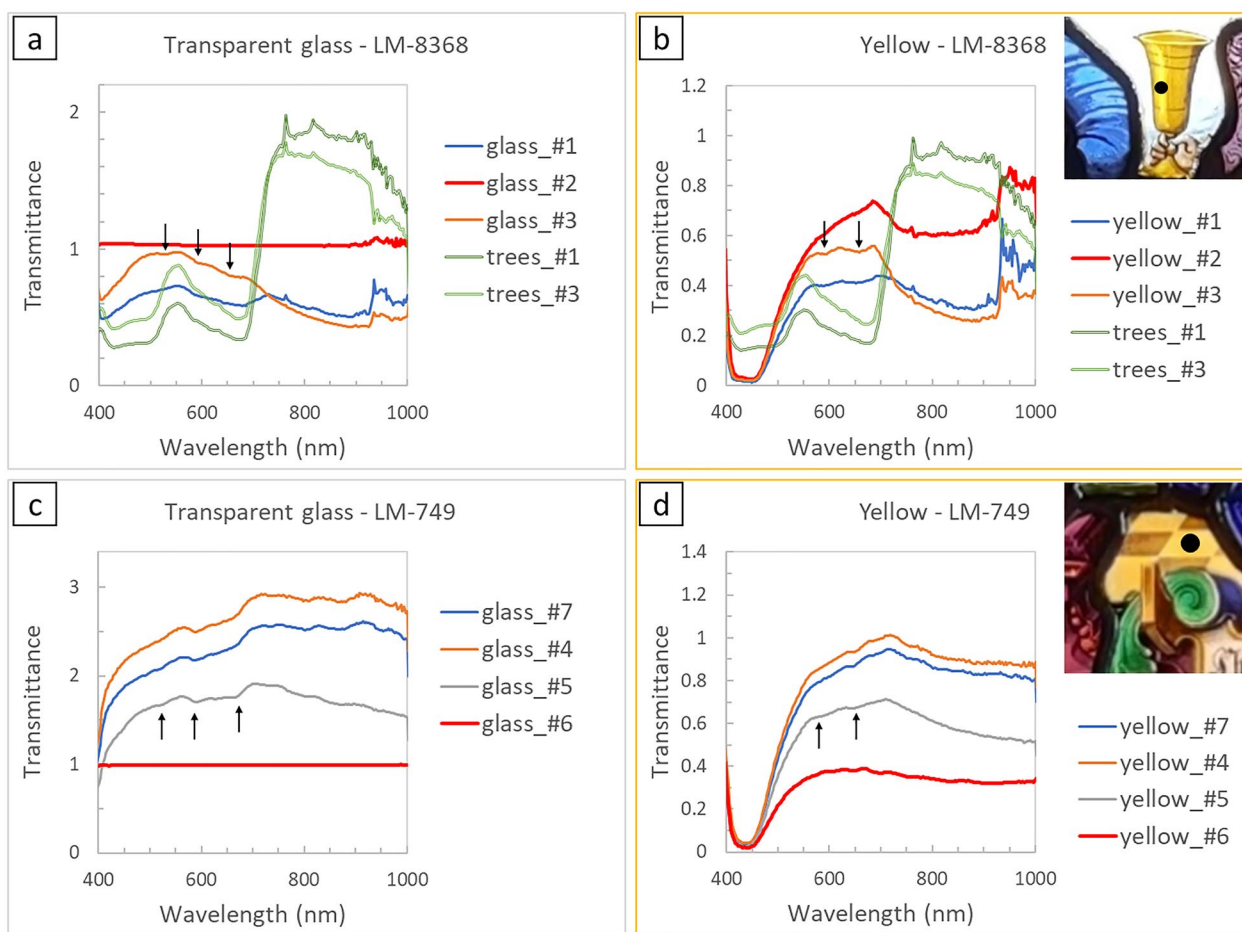 a
Transparent glass - LM-8368
Transmittance
2
1
0
400
600
800
1000
Wavelength (nm)
glass_#1
glass_#2
glass_#3
trees_#1
trees_#3
b
Yellow - LM-8368
Transmittance
1.2
1
0.8
0.6
0.4
0.2
0
400
600
800
1000
Wavelength (nm)
yellow_#1
yellow_#2
yellow_#3
trees_#1
trees_#3
c
Transparent glass - LM-749
Transmittance
3
2
1
0
400
600
800
1000
Wavelength (nm)
glass_#7
glass_#4
glass_#5
glass_#6
d
Yellow - LM-749
Transmittance
1.4
1.2
1
0.8
0.6
0.4
0.2
0
400
600
800
1000
Wavelength (nm)
yellow_#7
yellow_#4
yellow_#5
yellow_#6